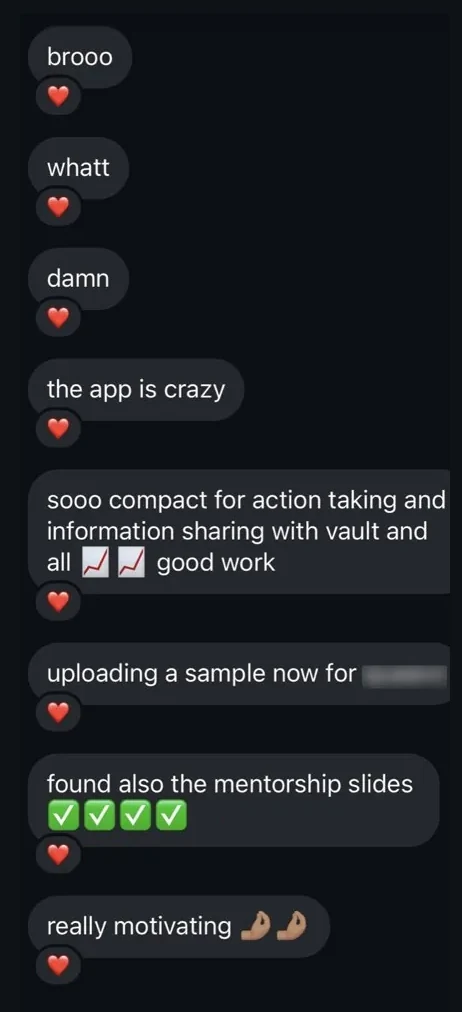 brooo
whatt
damn
the app is crazy
sooo compact for action taking and
information sharing with vault and
all 📈 📈 good work
uploading a sample now for
found also the mentorship slides
✅ ✅ ✅ ✅
really motivating 🤌🏽 🤌🏽